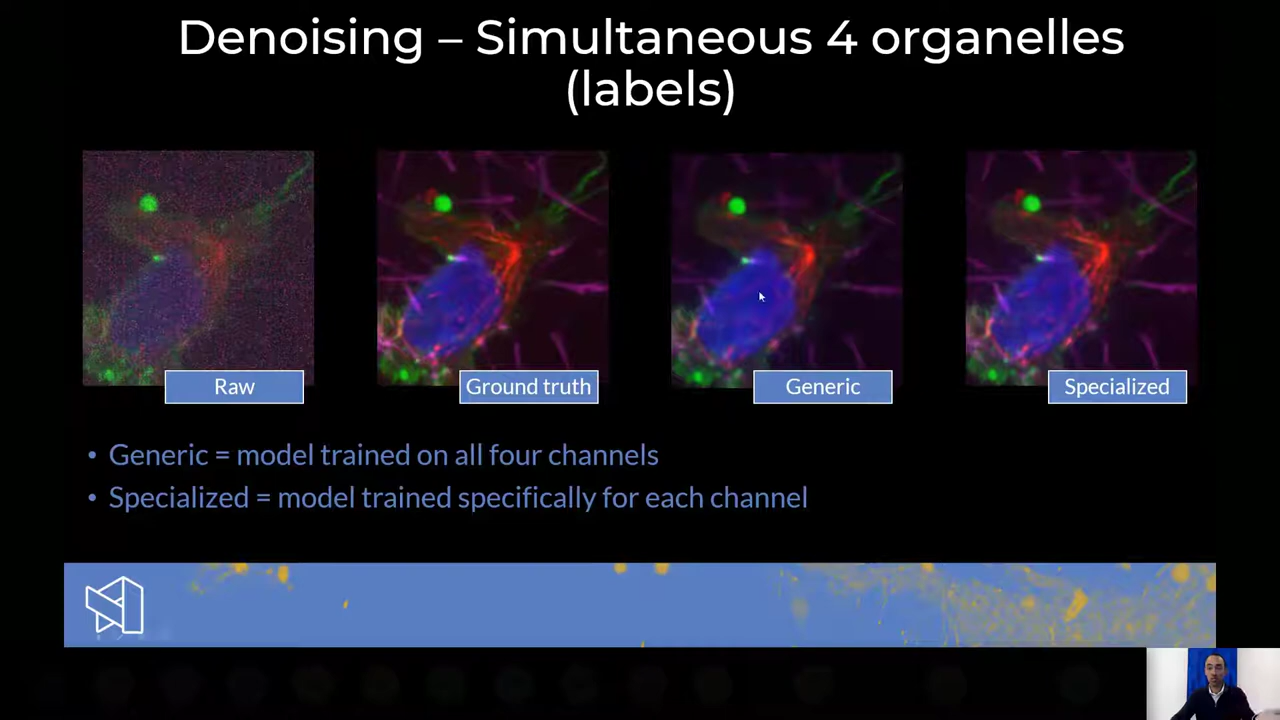 Denoising – Simultaneous 4 organelles
(labels)
Raw
Ground truth
Generic
Specialized
• Generic = model trained on all four channels
• Specialized = model trained specifically for each channel